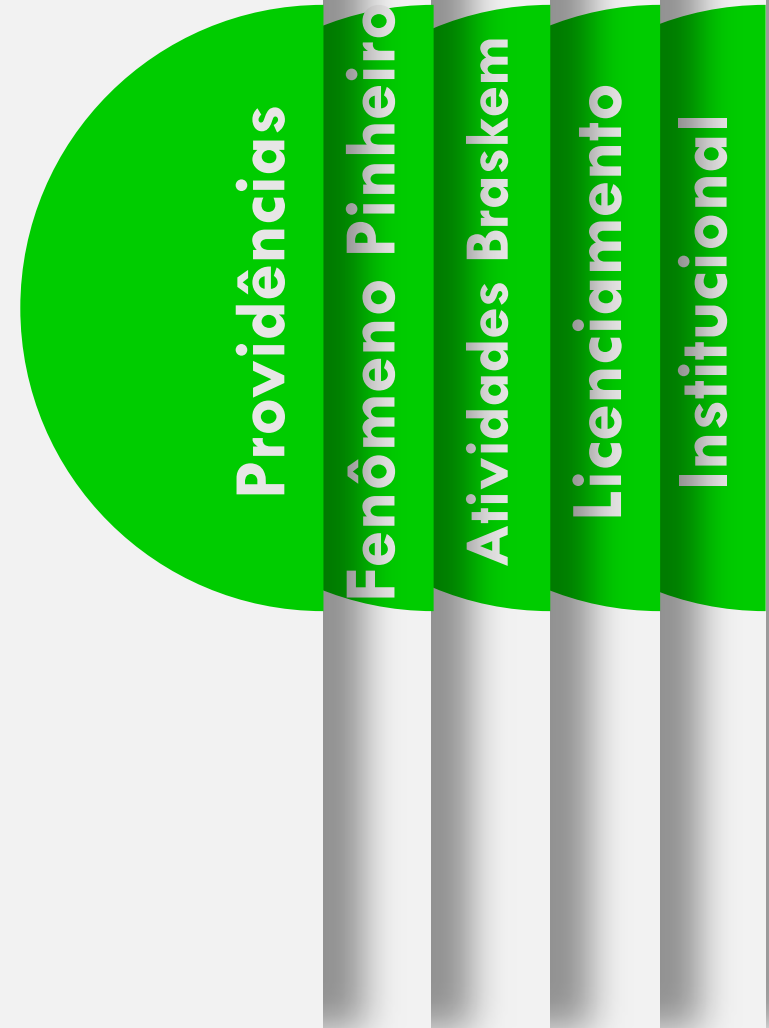 Providências
Fenômeno Pinheiro
Atividades Braskem
Licenciamento
Institucional